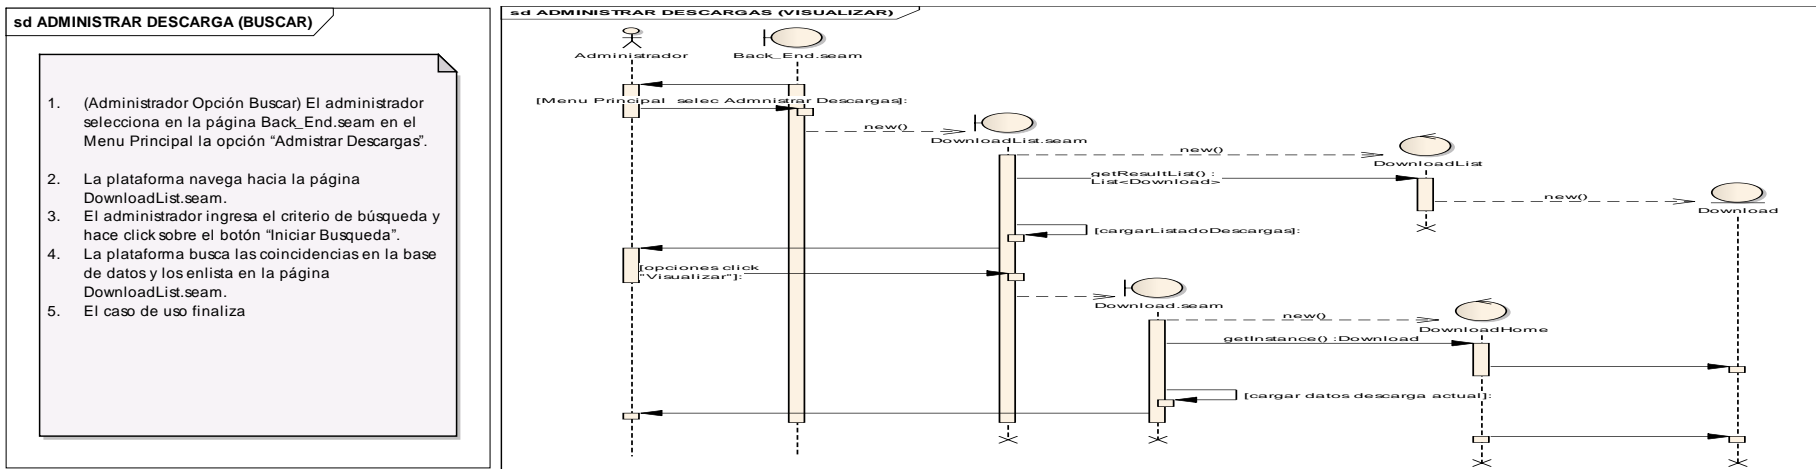 sd ADMINISTRAR DESCARGA (BUSCAR)
1. (Administrador Opción Buscar) El administrador
selecciona en la página Back_End.seam en el
Menu Principal la opción “Admistrar Descargas”.
2. La plataforma navega hacia la página
DownloadList.seam.
3. El administrador ingresa el criterio de búsqueda y
hace click sobre el botón “Iniciar Busqueda”.
4. La plataforma busca las coincidencias en la base
de datos y los enlista en la página
DownloadList.seam.
5. El caso de uso finaliza
sd ADMINISTRAR DESCARGAS (VISUALIZAR)
Administrador
Back_End.seam
[Menu Principal selec Admnistrar Descargas]:
new()
DownloadList.seam
new()
DownloadList
getResultList() :
List<Download>
new()
Download
[cargarListadoDescargas]:
[opciones click
"Visualizar"]:
Download.seam
new()
DownloadHome
getInstance() :Download
[cargar datos descarga actual]: